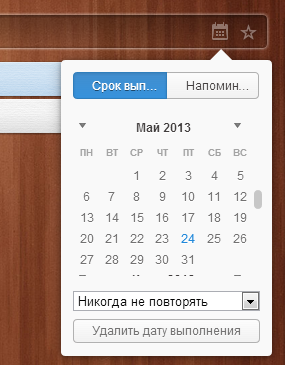 Срок вып... Напомин...
Май 2013
ПН ВТ СР ЧТ ПТ СБ ВС
1 2 3 4 5
6 7 8 9 10 11 12
13 14 15 16 17 18 19
20 21 22 23 24 25 26
27 28 29 30 31
Никогда не повторять
Удалить дату выполнения